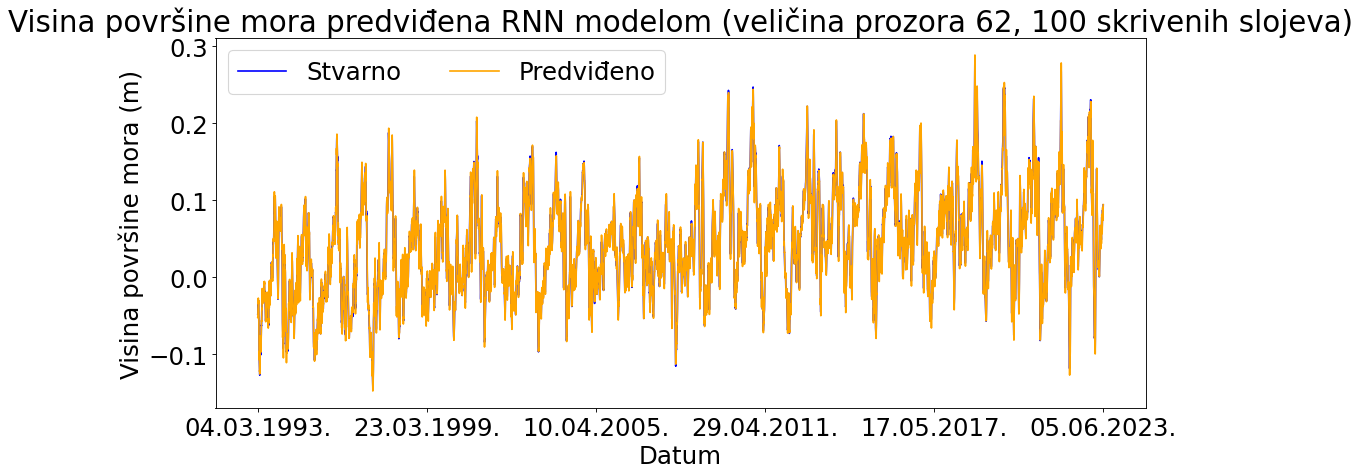 Visina površine mora predviđena RNN modelom (veličina prozora 62, 100 skrivenih slojeva)
Stvarno Predviđeno
Visina površine mora (m)
0.3
0.2
0.1
0.0
−0.1
04.03.1993. 23.03.1999. 10.04.2005. 29.04.2011. 17.05.2017. 05.06.2023.
Datum